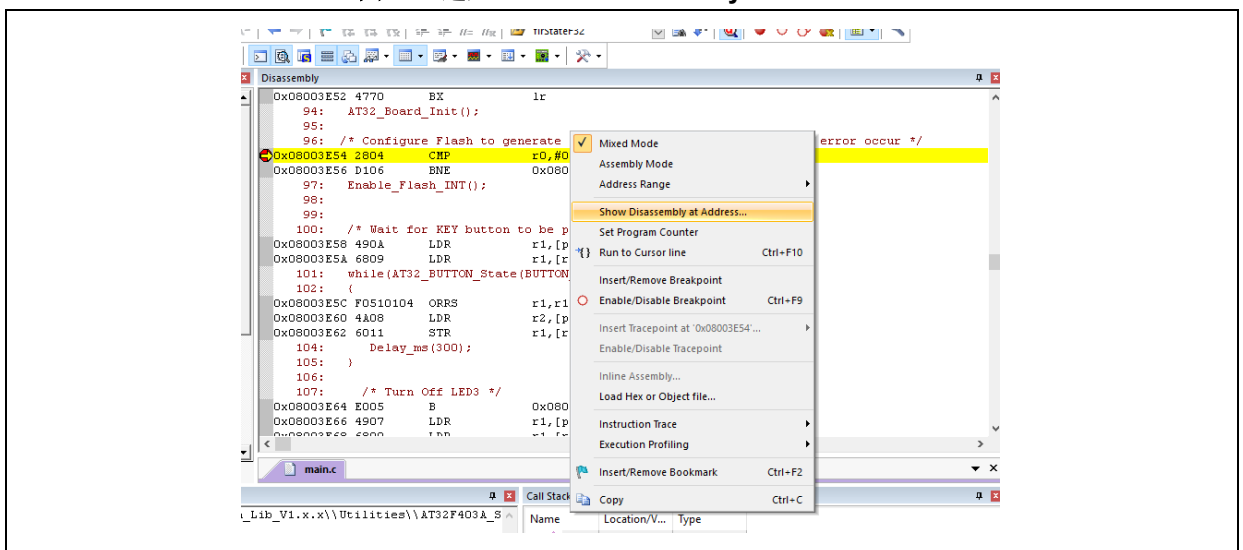 firstateF32
Disassembly
0x08003E52 4770 BX lr
94: AT32_Board_Init();
95:
96: /* Configure Flash to generate
error occur */
0x08003E54 2804 CMP r0,#0
0x08003E56 D106 BNE 0x080
97: Enable_Flash_INT();
98:
99:
100: /* Wait for KEY button to be p
0x08003E58 490A LDR r1,[p
0x08003E5A 6809 LDR r1,[r
101: while(AT32_BUTTON_State(BUTTON
102: {
0x08003E5C F0510104 ORRS r1,r1
0x08003E60 4A08 LDR r2,[p
0x08003E62 6011 STR r1,[r
104: Delay_ms(300);
105: }
106:
107: /* Turn Off LED3 */
0x08003E64 E005 B 0x080
0x08003E66 4907 LDR r1,[p
0x08003E68 6809 LDR r1,[r
Mixed Mode
Assembly Mode
Address Range
Show Disassembly at Address...
Set Program Counter
Run to Cursor line Ctrl+F10
Insert/Remove Breakpoint
Enable/Disable Breakpoint Ctrl+F9
Insert Tracepoint at '0x08003E54'...
Enable/Disable Tracepoint
Inline Assembly...
Load Hex or Object file...
Instruction Trace
Execution Profiling
Insert/Remove Bookmark Ctrl+F2
Copy Ctrl+C
main.c
Call Stack
_Lib_V1.x.x\\Utilities\\AT32F403A_S
Name Location/V... Type